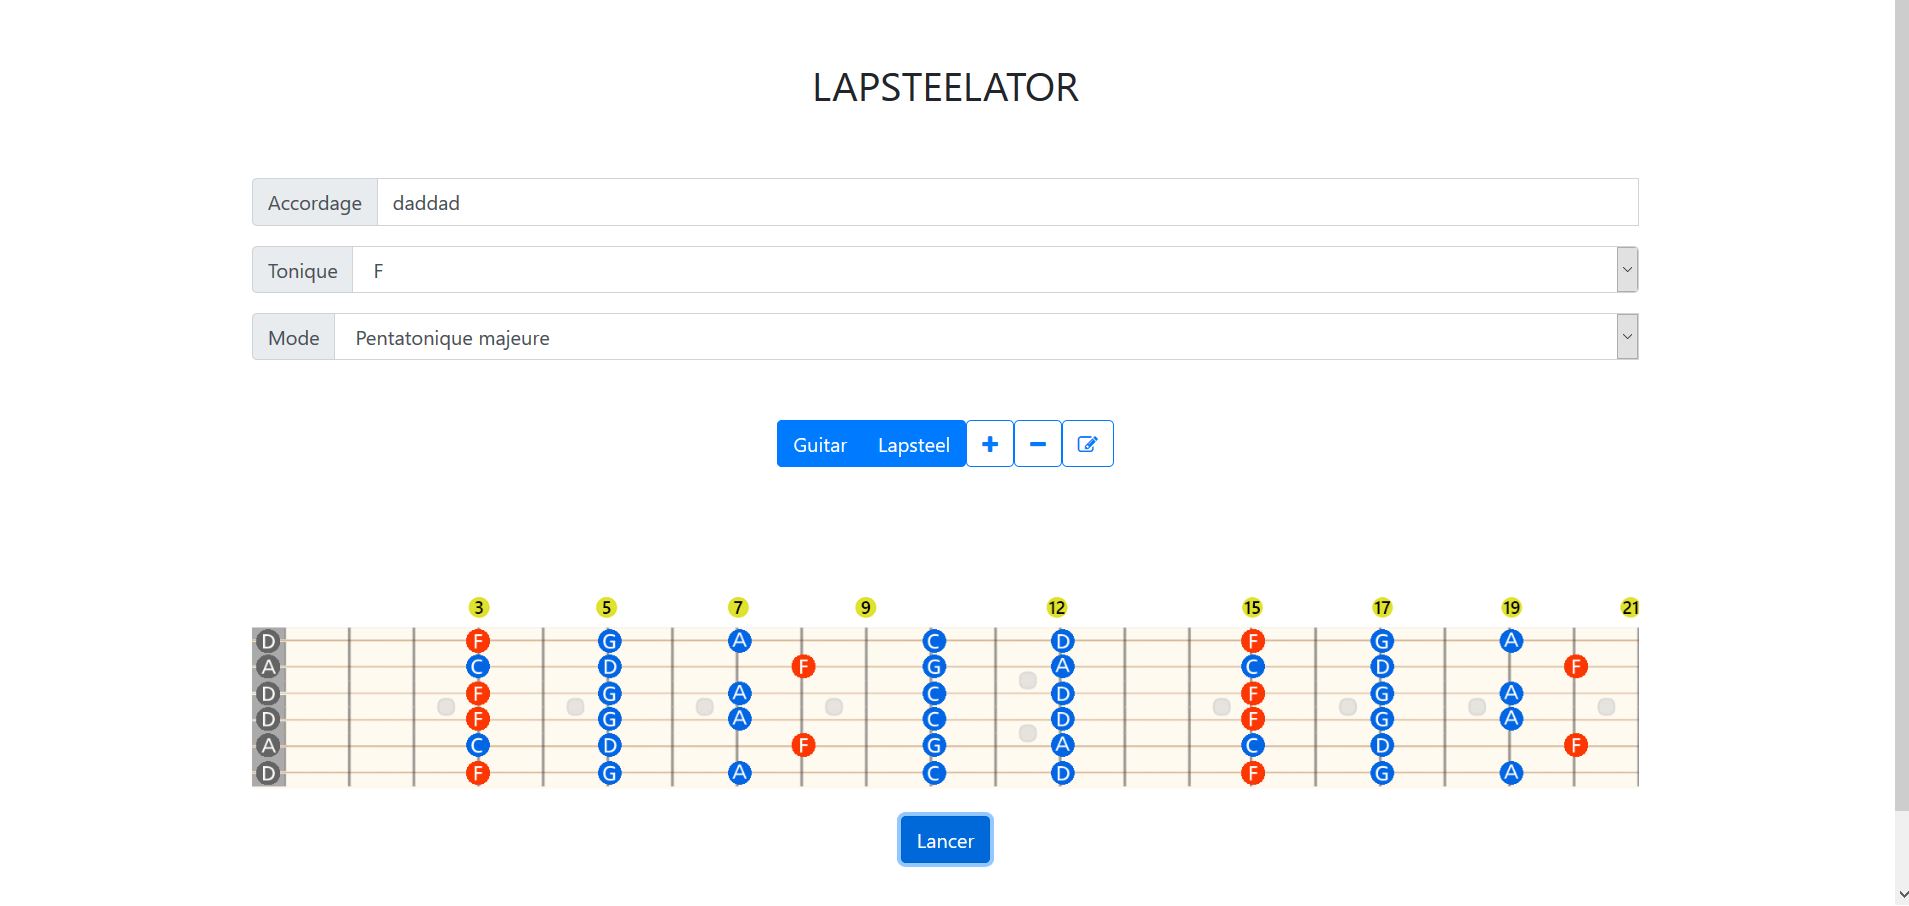 LAPSTEELATOR
Accordage daddad
Tonique F
Mode Pentatonique majeure
Guitar Lapsteel
3 5 7 9 12 15 17 19 21
D F G A C D F G A
A C D F G A C D F
D F G A C D F G A
D F G A C D F G A
A C D F G A C D F
D F G A C D F G A
Lancer